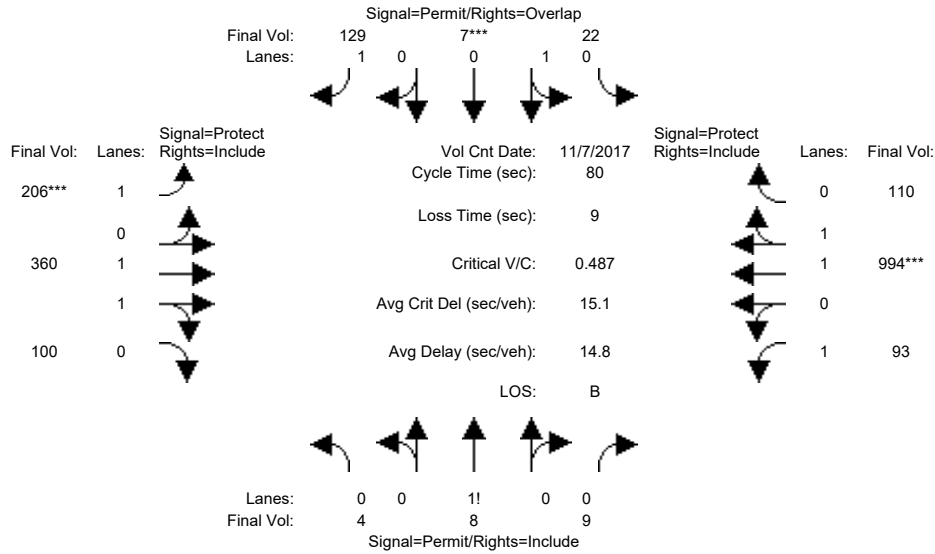 Signal=Permit/Rights=Overlap
Final Vol: 129 7*** 22
Lanes: 1 0 0 1 0
Signal=Protect Signal=Protect
Final Vol: Lanes: Rights=Include Vol Cnt Date: 11/7/2017 Rights=Include Lanes: Final Vol:
Cycle Time (sec): 80
206*** 1 0 110
Loss Time (sec): 9
0 1
360 1 Critical V/C: 0.487 1 994***
1 Avg Crit Del (sec/veh): 15.1 0
100 0 Avg Delay (sec/veh): 14.8 1 93
LOS: B
Lanes: 0 0 1! 0 0
Final Vol: 4 8 9
Signal=Permit/Rights=Include